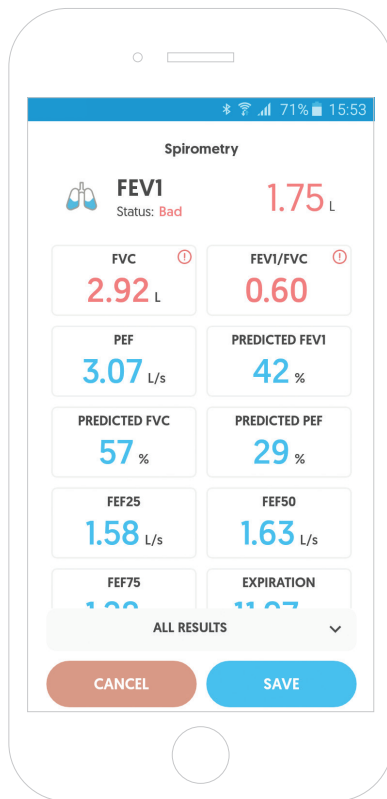 71% 15:53
Spirometry
FEV1
Status: Bad
1.75 L
FVC
2.92 L
FEV1/FVC
0.60
PEF
3.07 L/s
PREDICTED FEV1
42 %
PREDICTED FVC
57 %
PREDICTED PEF
29 %
FEF25
1.58 L/s
FEF50
1.63 L/s
FEF75
EXPIRATION
ALL RESULTS
CANCEL
SAVE